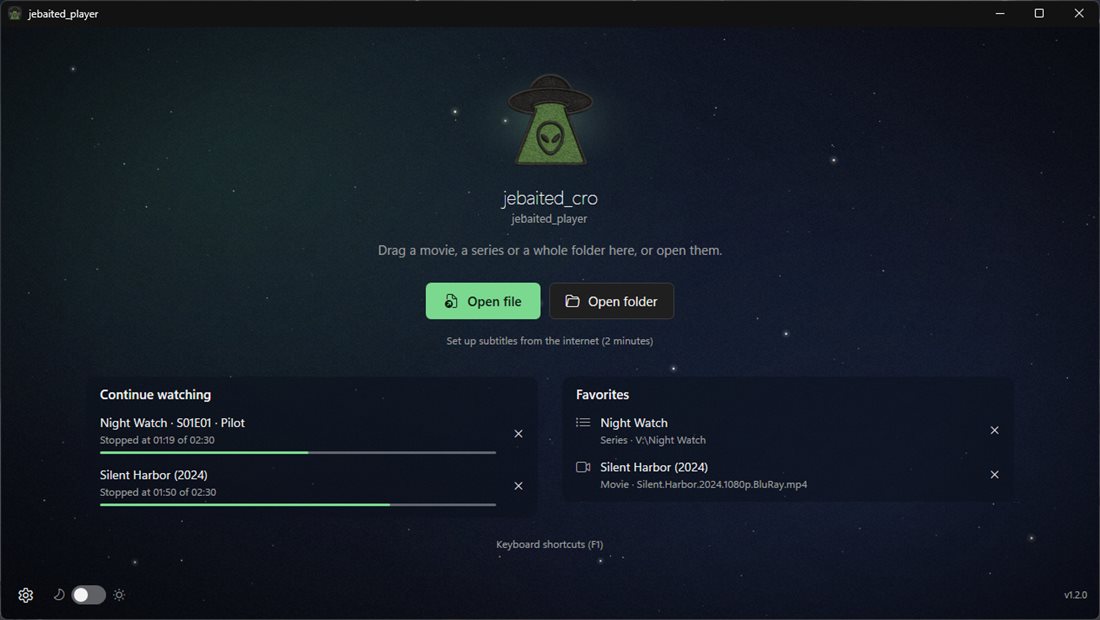 jebaited_player
jebaited_cro
jebaited_player
Drag a movie, a series or a whole folder here, or open them.
Open file
Open folder
Set up subtitles from the internet (2 minutes)
Continue watching
Night Watch · S01E01 · Pilot
Stopped at 01:19 of 02:30
Silent Harbor (2024)
Stopped at 01:50 of 02:30
Favorites
Night Watch
Series · V:\Night Watch
Silent Harbor (2024)
Movie · Silent.Harbor.2024.1080p.BluRay.mp4
Keyboard shortcuts (F1)
v1.2.0